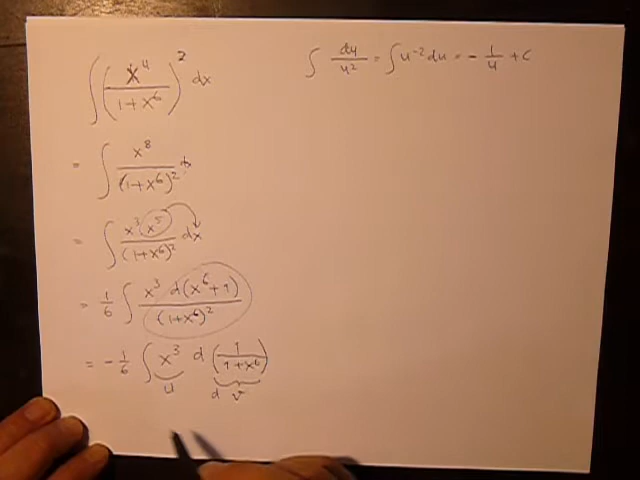 ∫ (x⁴ / (1+x⁶))² dx
= ∫ x⁸ / (1+x⁶)² dx
= ∫ x³ x⁵ / (1+x⁶)² dx
= 1/6 ∫ x³ d(x⁶+1) / (1+x⁶)²
= - 1/6 ∫ x³ d (1 / (1+x⁶))
u d v
∫ du/u² = ∫ u⁻² du = - 1/u + C